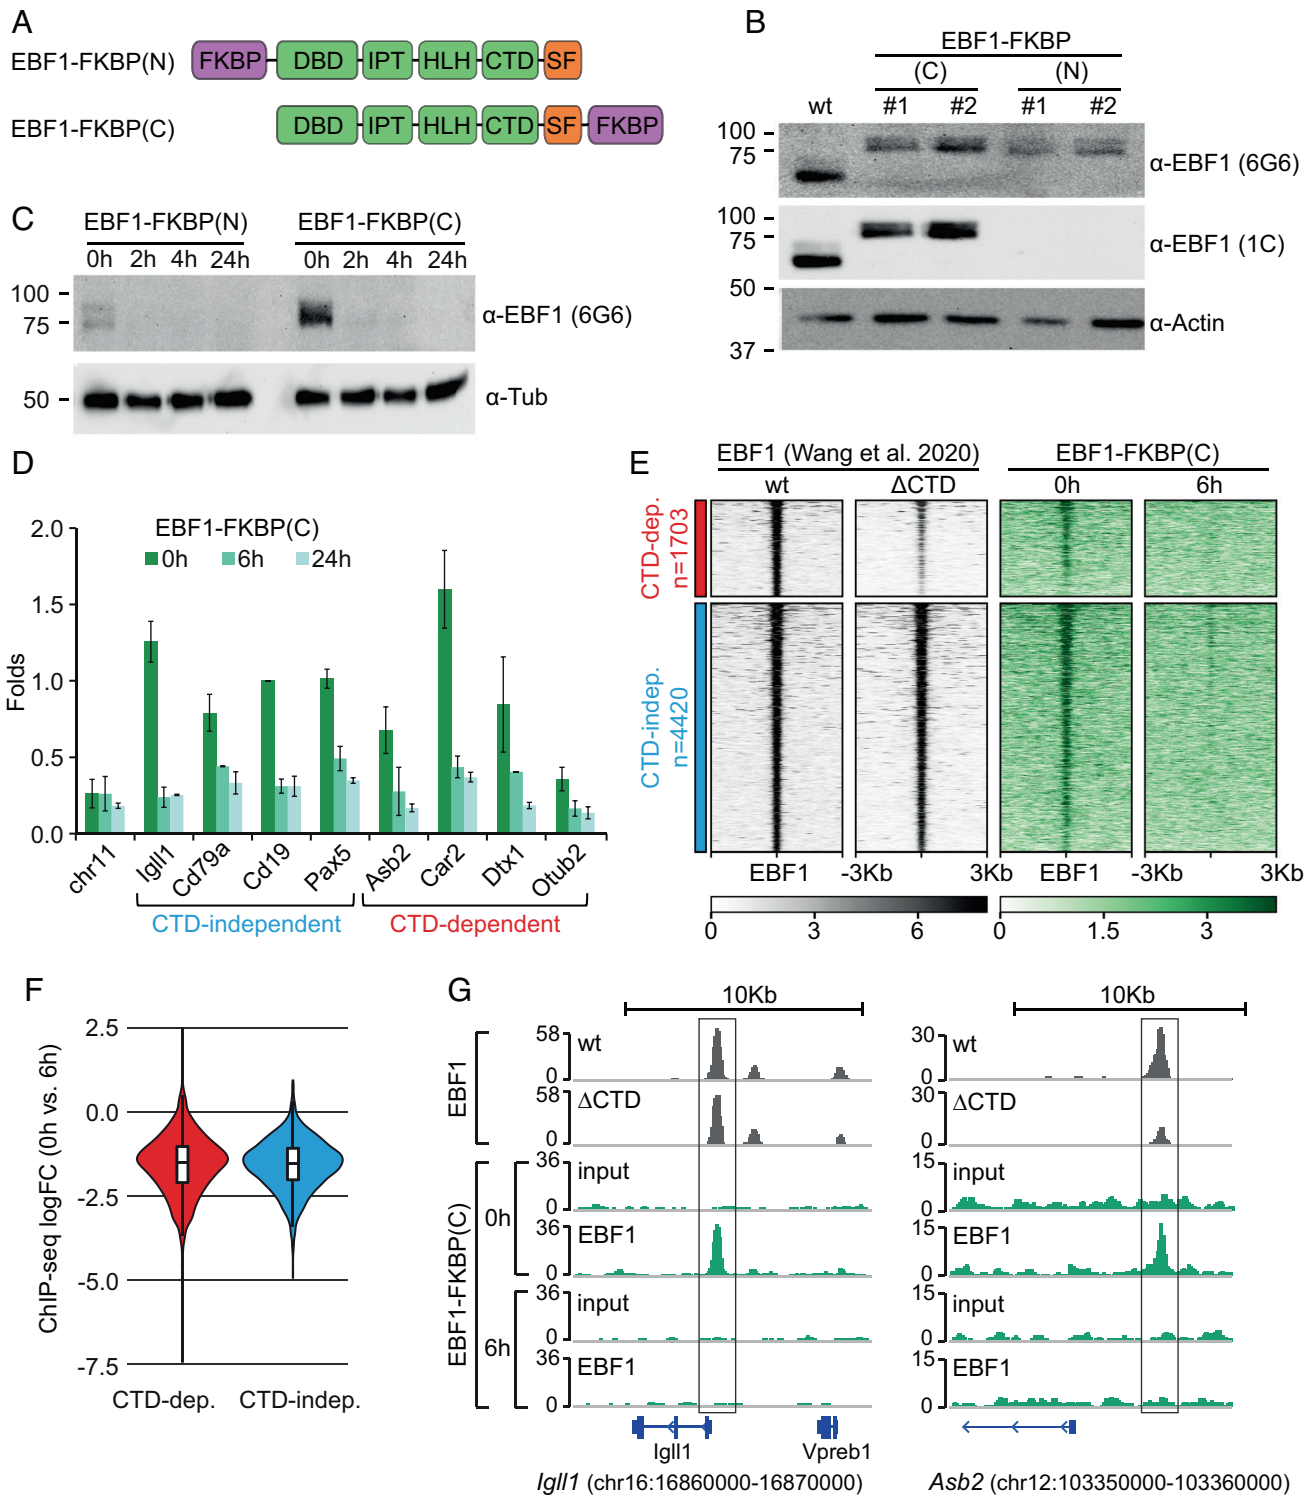 A
EBF1-FKBP(N)
FKBP DBD IPT HLH CTD SF
EBF1-FKBP(C)
DBD IPT HLH CTD SF FKBP
B
EBF1-FKBP
(C) (N)
wt #1 #2 #1 #2
100
75
α-EBF1 (6G6)
100
75
α-EBF1 (1C)
50
37
α-Actin
C
EBF1-FKBP(N) EBF1-FKBP(C)
0h 2h 4h 24h 0h 2h 4h 24h
100
75
α-EBF1 (6G6)
50
α-Tub
D
EBF1-FKBP(C)
0h 6h 24h
Folds
2.0
1.5
1.0
0.5
0.0
chr11 Igll1 Cd79a Cd19 Pax5 Asb2 Car2 Dtx1 Otub2
CTD-independent CTD-dependent
E
EBF1 (Wang et al. 2020) EBF1-FKBP(C)
wt ΔCTD 0h 6h
CTD-dep.
n=1703
CTD-indep.
n=4420
EBF1 -3Kb 3Kb EBF1 -3Kb 3Kb
0 3 6 0 1.5 3
F
ChIP-seq logFC (0h vs. 6h)
2.5
0.0
-2.5
-5.0
-7.5
CTD-dep. CTD-indep.
G
10Kb 10Kb
EBF1
58 wt 30 wt
0 0
58 ΔCTD 30 ΔCTD
0 0
EBF1-FKBP(C)
0h
36 input 15 input
0 0
36 EBF1 15 EBF1
0 0
6h
36 input 15 input
0 0
36 EBF1 15 EBF1
0 0
Igll1 Vpreb1
Igll1 (chr16:16860000-16870000) Asb2 (chr12:103350000-103360000)